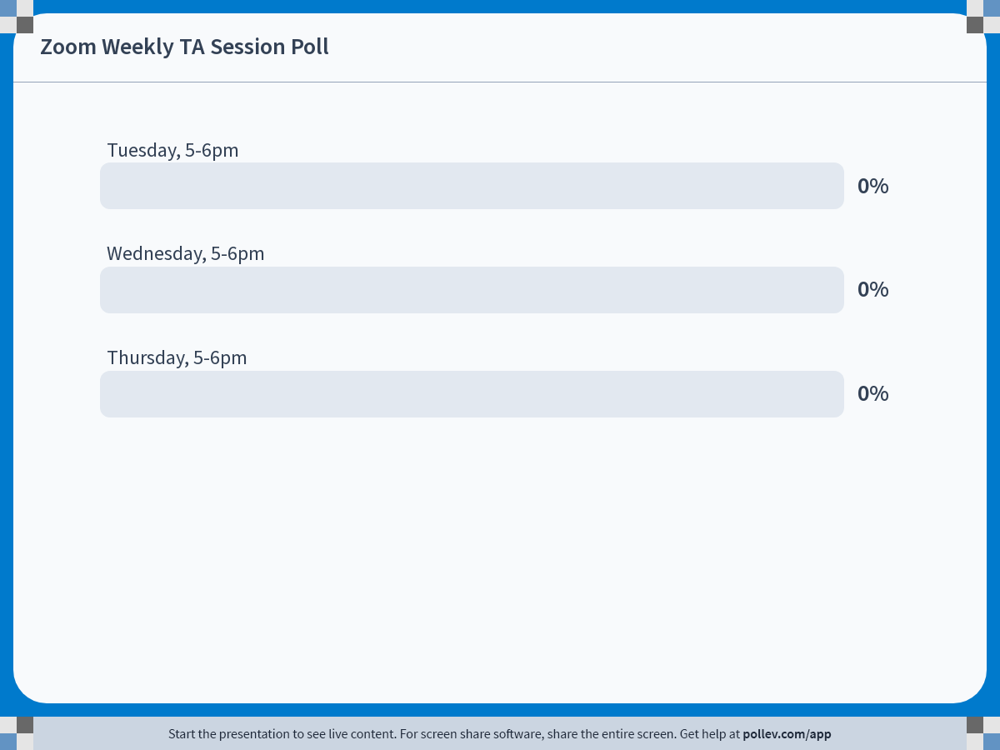 Zoom Weekly TA Session Poll
Tuesday, 5-6pm
0%
Wednesday, 5-6pm
0%
Thursday, 5-6pm
0%
Start the presentation to see live content. For screen share software, share the entire screen. Get help at pollev.com/app